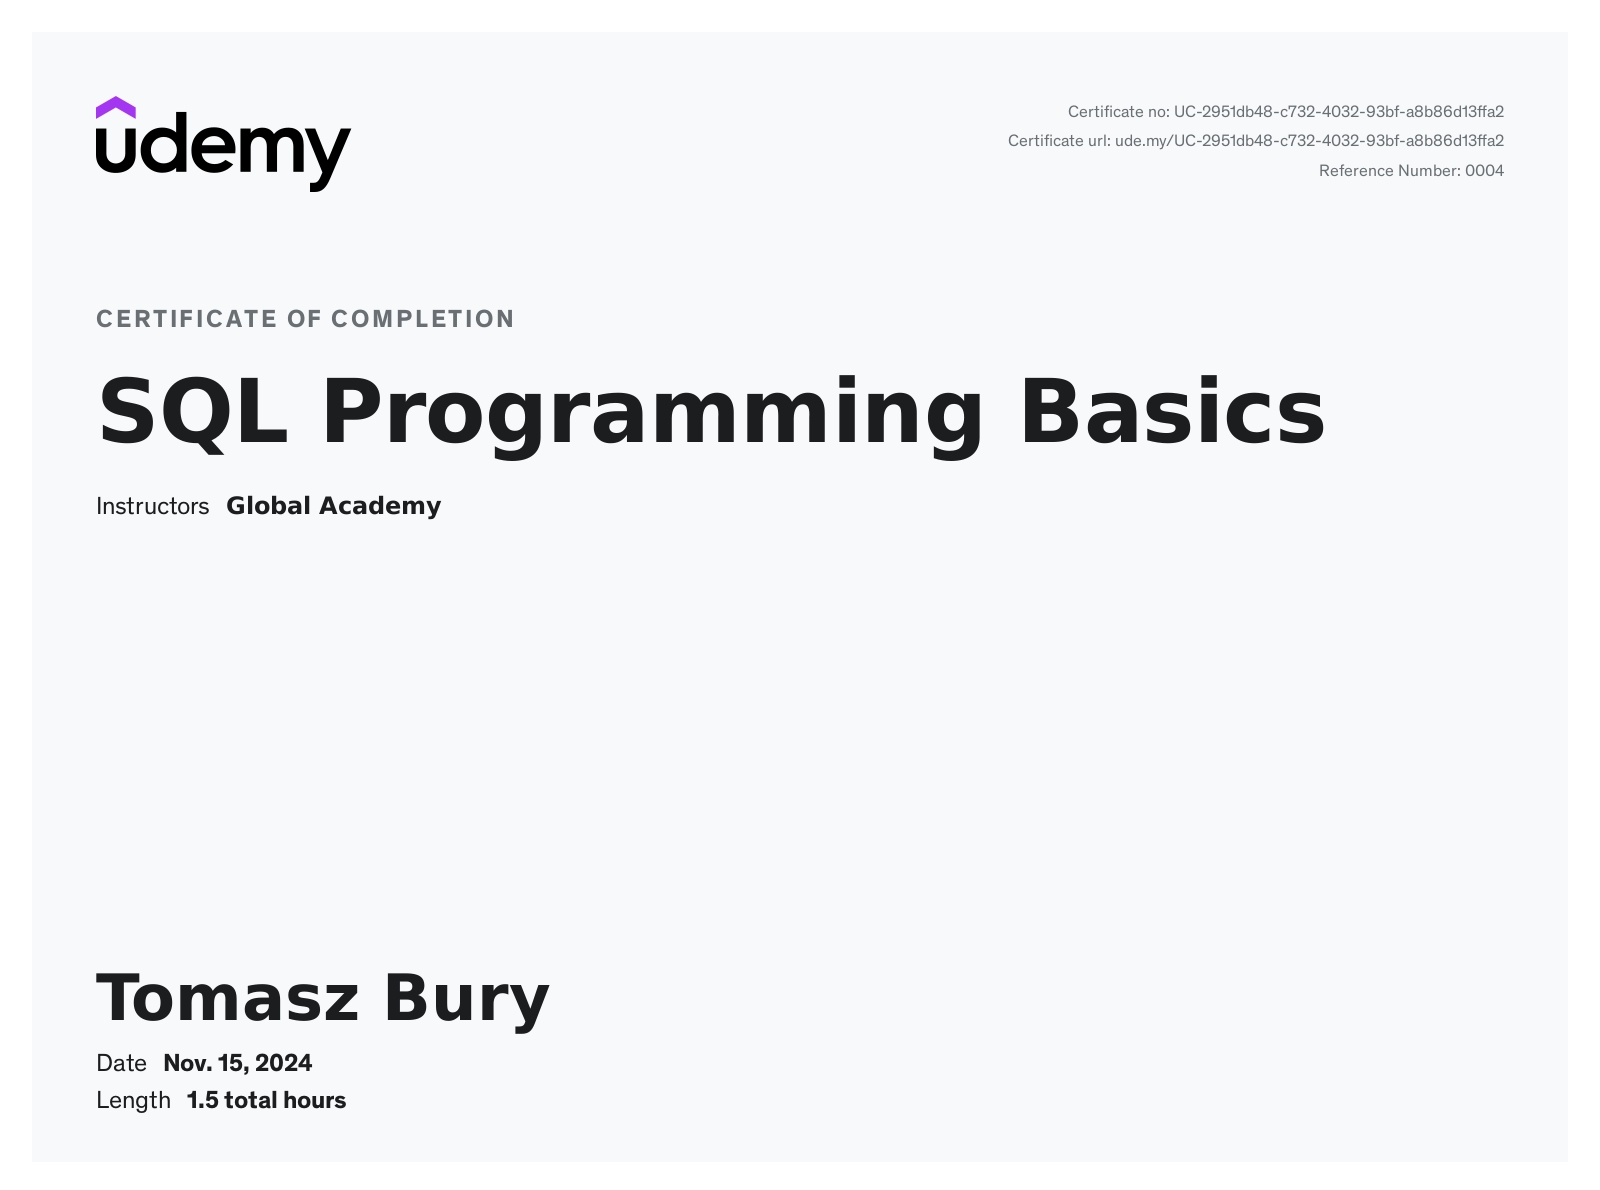 udemy
Certificate no: UC-2951db48-c732-4032-93bf-a8b86d13ffa2
Certificate url: ude.my/UC-2951db48-c732-4032-93bf-a8b86d13ffa2
Reference Number: 0004
CERTIFICATE OF COMPLETION
SQL Programming Basics
Instructors Global Academy
Tomasz Bury
Date Nov. 15, 2024
Length 1.5 total hours